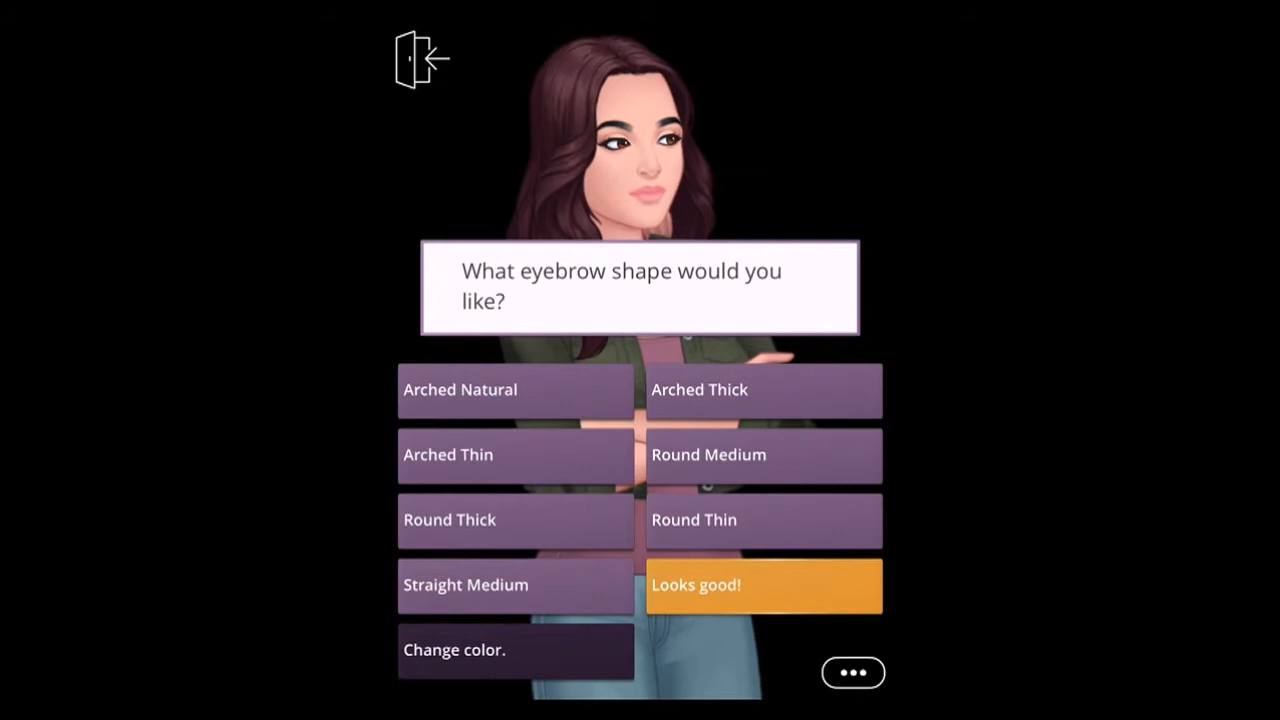 What eyebrow shape would you
like?
Arched Natural
Arched Thick
Arched Thin
Round Medium
Round Thick
Round Thin
Straight Medium
Looks good!
Change color.